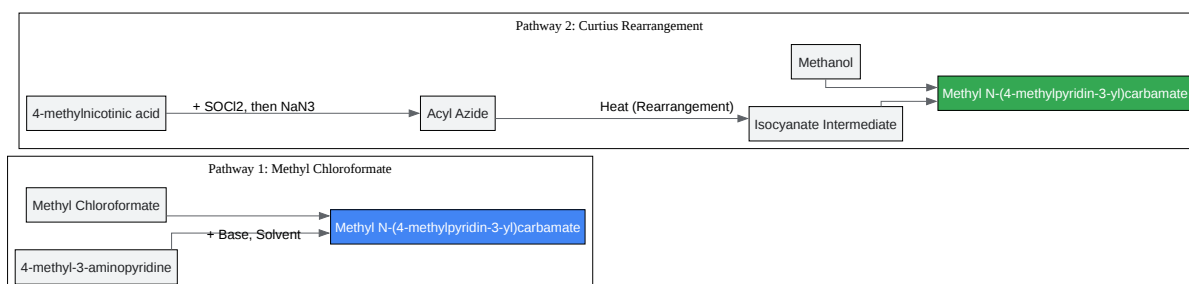 Pathway 2: Curtius Rearrangement
Methanol
Methyl N-(4-methylpyridin-3-yl)carbamate
+ SOCl2, then NaN3
Heat (Rearrangement)
4-methylnicotinic acid
Acyl Azide
Isocyanate Intermediate
Pathway 1: Methyl Chloroformate
Methyl Chloroformate
Methyl N-(4-methylpyridin-3-yl)carbamate
+ Base, Solvent
4-methyl-3-aminopyridine